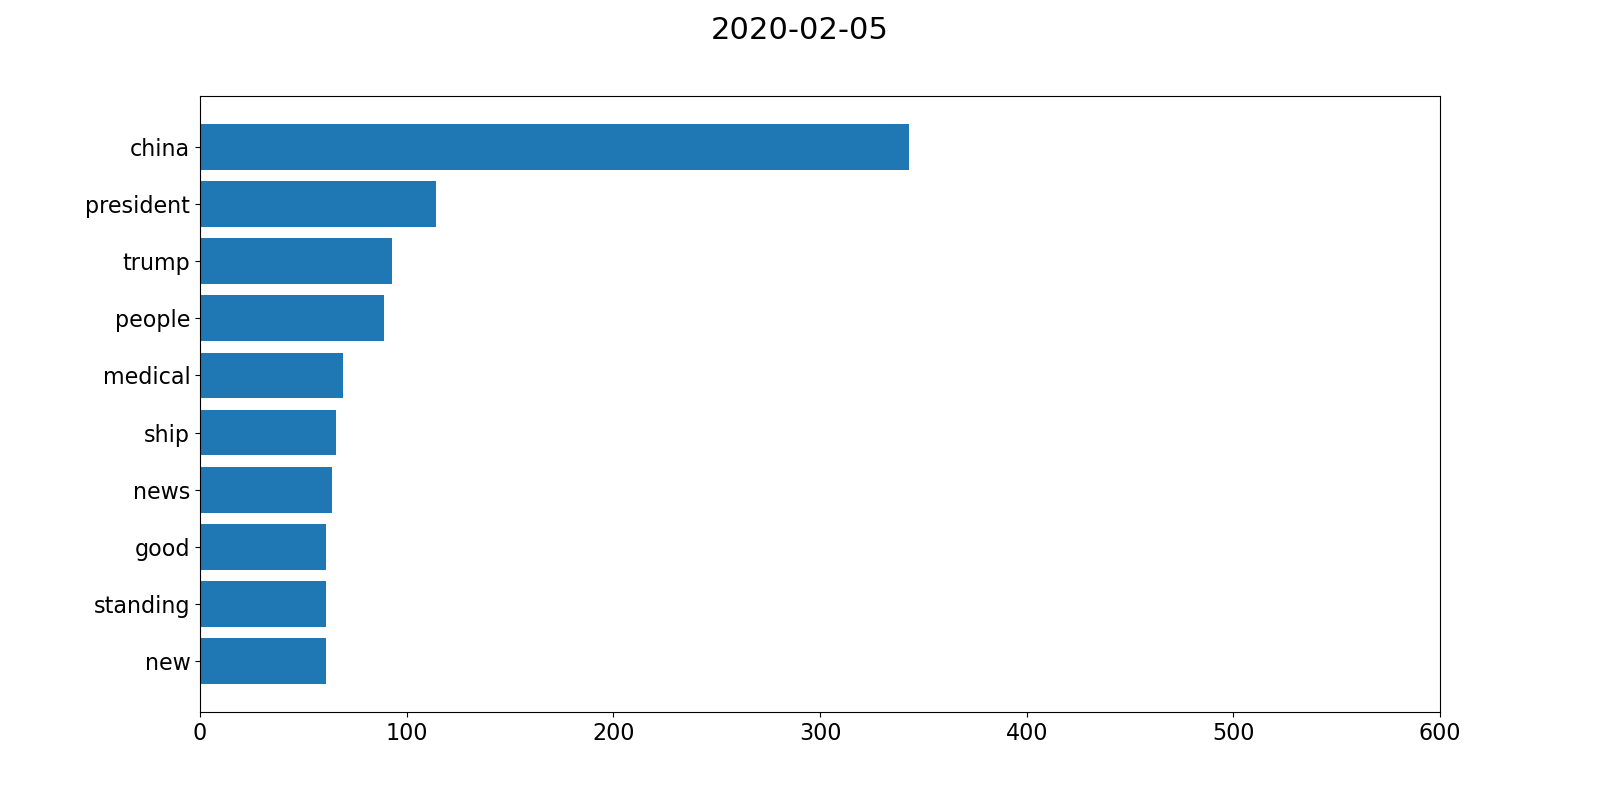 2020-02-05
china
president
trump
people
medical
ship
news
good
standing
new
0 100 200 300 400 500 600